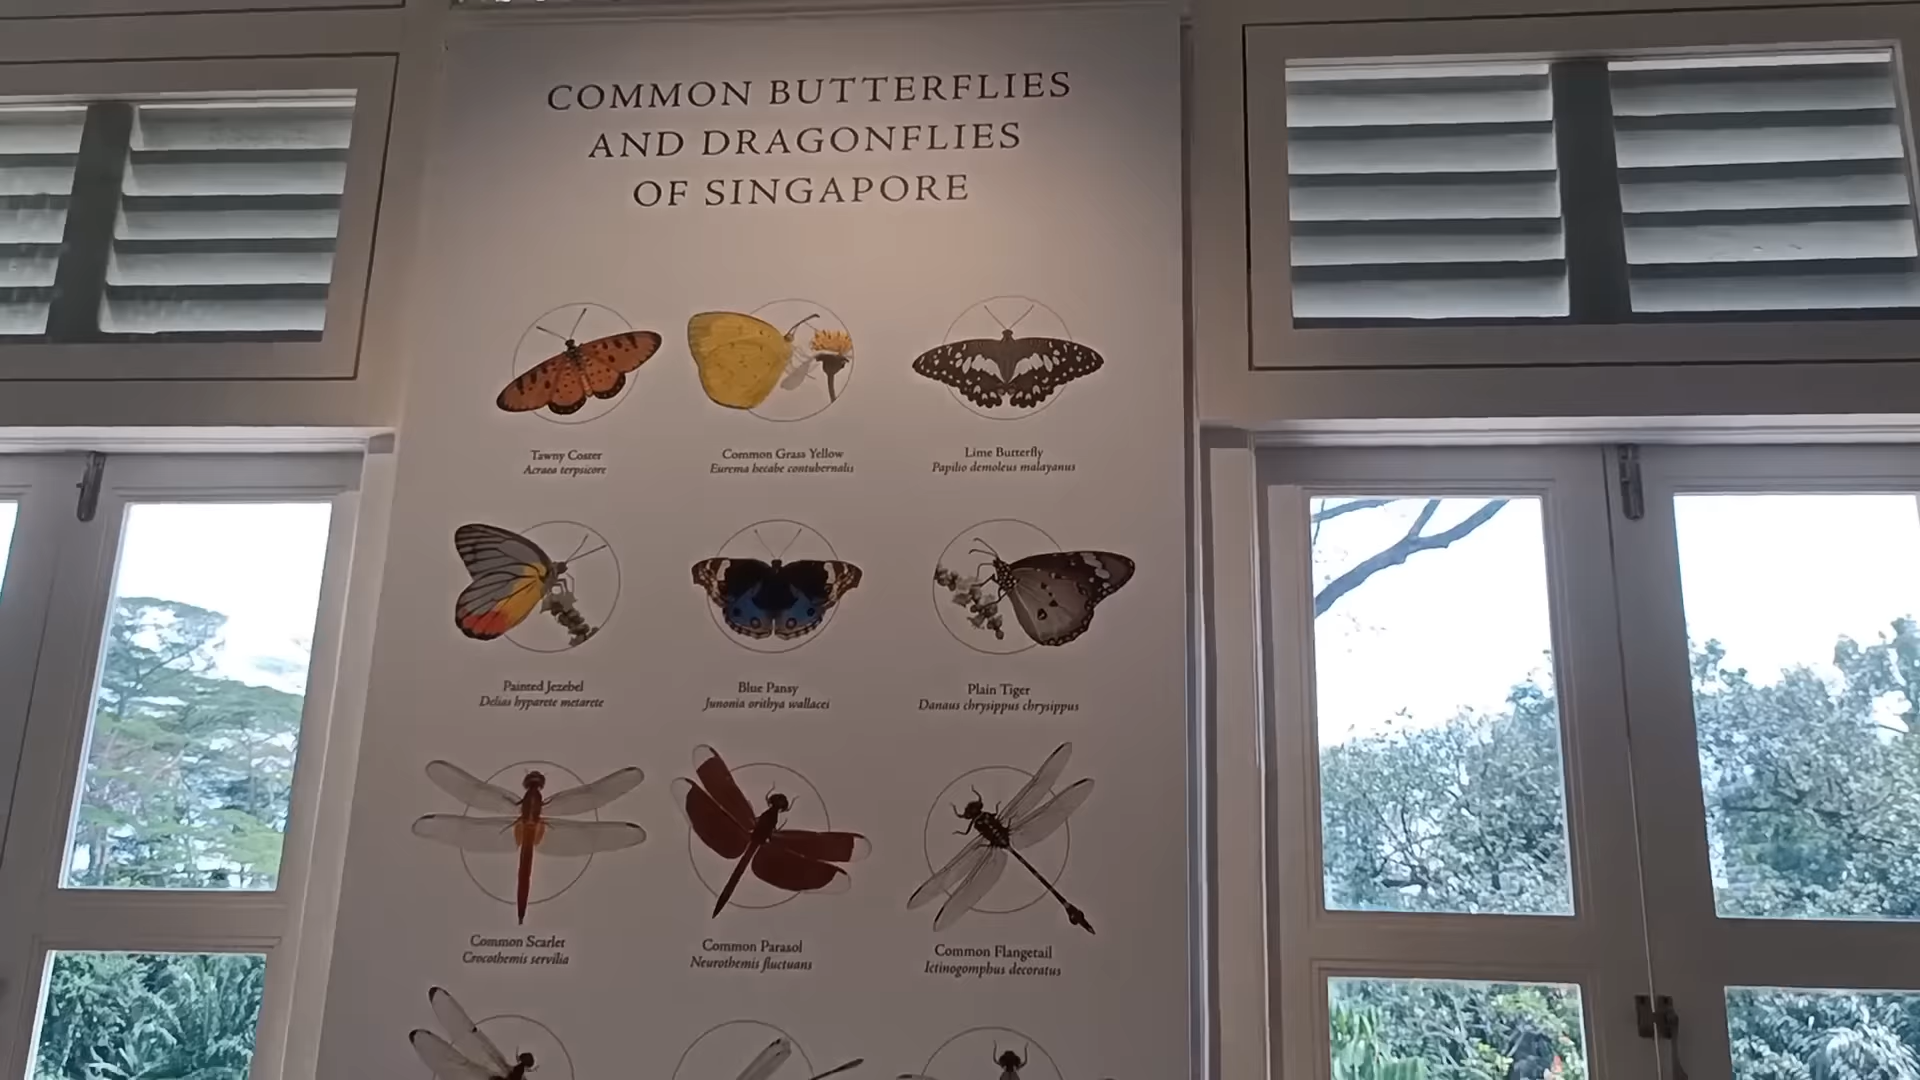 COMMON BUTTERFLIES
AND DRAGONFLIES
OF SINGAPORE
Tawny Coster
Acraea terpsicore
Common Grass Yellow
Eurema hecabe contubernalis
Lime Butterfly
Papilio demoleus malayanus
Painted Jezebel
Delias hyparete metarete
Blue Pansy
Junonia orithya wallacei
Plain Tiger
Danaus chrysippus chrysippus
Common Scarlet
Crocothemis servilia
Common Parasol
Neurothemis fluctuans
Common Flangetail
Ictinogomphus decoratus